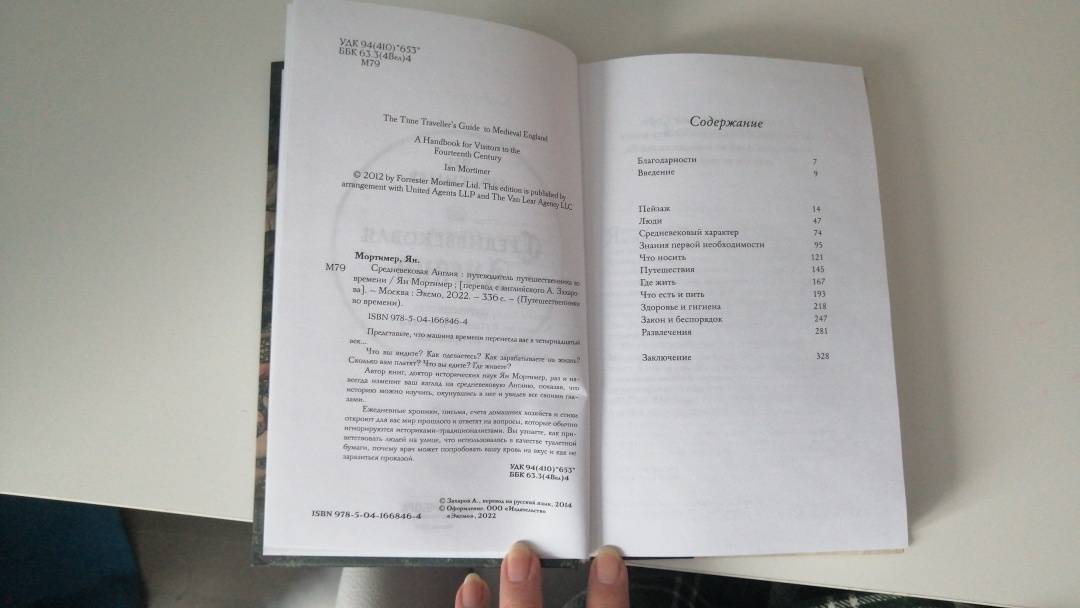 УДК 94(410)"653"
ББК 63.3(4Вел)4
М79
The Time Traveller's Guide to Medieval England
A Handbook for Visitors to the
Fourteenth Century
Ian Mortimer
© 2012 by Forrester Mortimer Ltd. This edition is published by
arrangement with United Agents LLP and The Van Lear Agency LLC
Мортимер, Ян.
М79 Средневековая Англия : путеводитель путешественника во
времени / Ян Мортимер ; [перевод с английского А. Захаро-
ва]. – Москва : Эксмо, 2022. – 336 с. – (Путешественники
во времени).
ISBN 978-5-04-166846-4
Представьте, что машина времени перенесла вас в четырнадцатый
век...
Что вы видите? Как одеваетесь? Как зарабатываете на жизнь?
Сколько вам платят? Что вы едите? Где живете?
Автор книг, доктор исторических наук Ян Мортимер, раз и на-
всегда изменит ваш взгляд на средневековую Англию, показав, что
историю можно изучить, окунувшись в нее и увидев все своими гла-
зами.
Ежедневные хроники, письма, счета домашних хозяйств и стихи
откроют для вас мир прошлого и ответят на вопросы, которые обычно
игнорируются историками-традиционалистами. Вы узнаете, как при-
ветствовать людей на улице, что использовалось в качестве туалетной
бумаги, почему врач может попробовать вашу кровь на вкус и как не
заразиться проказой.
УДК 94(410)"653"
ББК 63.3(4Вел)4
© Захаров А., перевод на русский язык, 2014
© Оформление. ООО «Издательство
«Эксмо», 2022
ISBN 978-5-04-166846-4
Содержание
Благодарности 7
Введение 9
Пейзаж 14
Люди 47
Средневековый характер 74
Знания первой необходимости 95
Что носить 121
Путешествия 145
Где жить 167
Что есть и пить 193
Здоровье и гигиена 218
Закон и беспорядок 247
Развлечения 281
Заключение 328